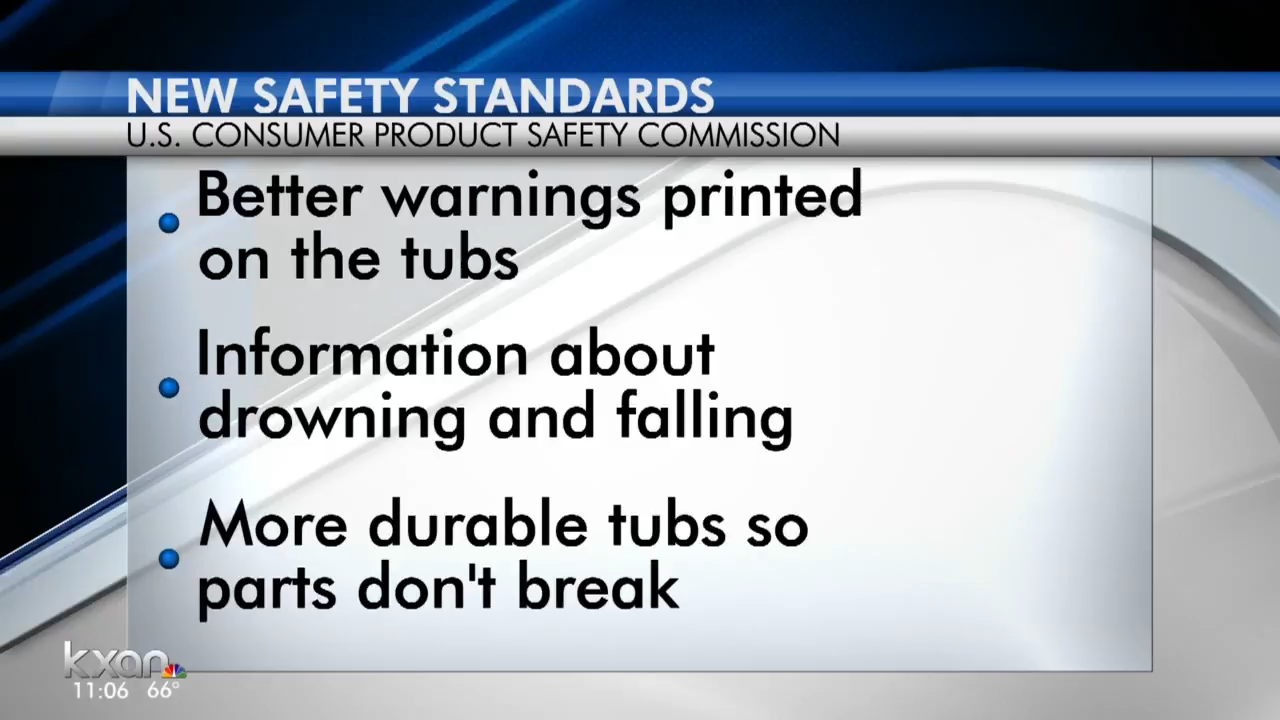 NEW SAFETY STANDARDS
U.S. CONSUMER PRODUCT SAFETY COMMISSION
Better warnings printed
on the tubs
Information about
drowning and falling
More durable tubs so
parts don't break
kxan
11:06 66°